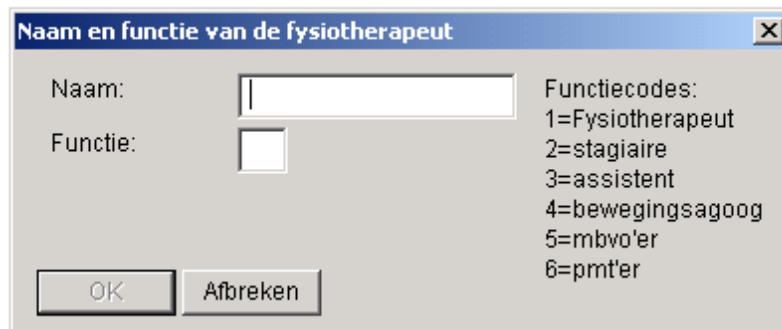 Naam en functie van de fysiotherapeut
Naam:
Functie:
Functiecodes:
1=Fysiotherapeut
2=stagiaire
3=assistent
4=bewegingsagoog
5=mbvo'er
6=pmt'er
OK
Afbreken